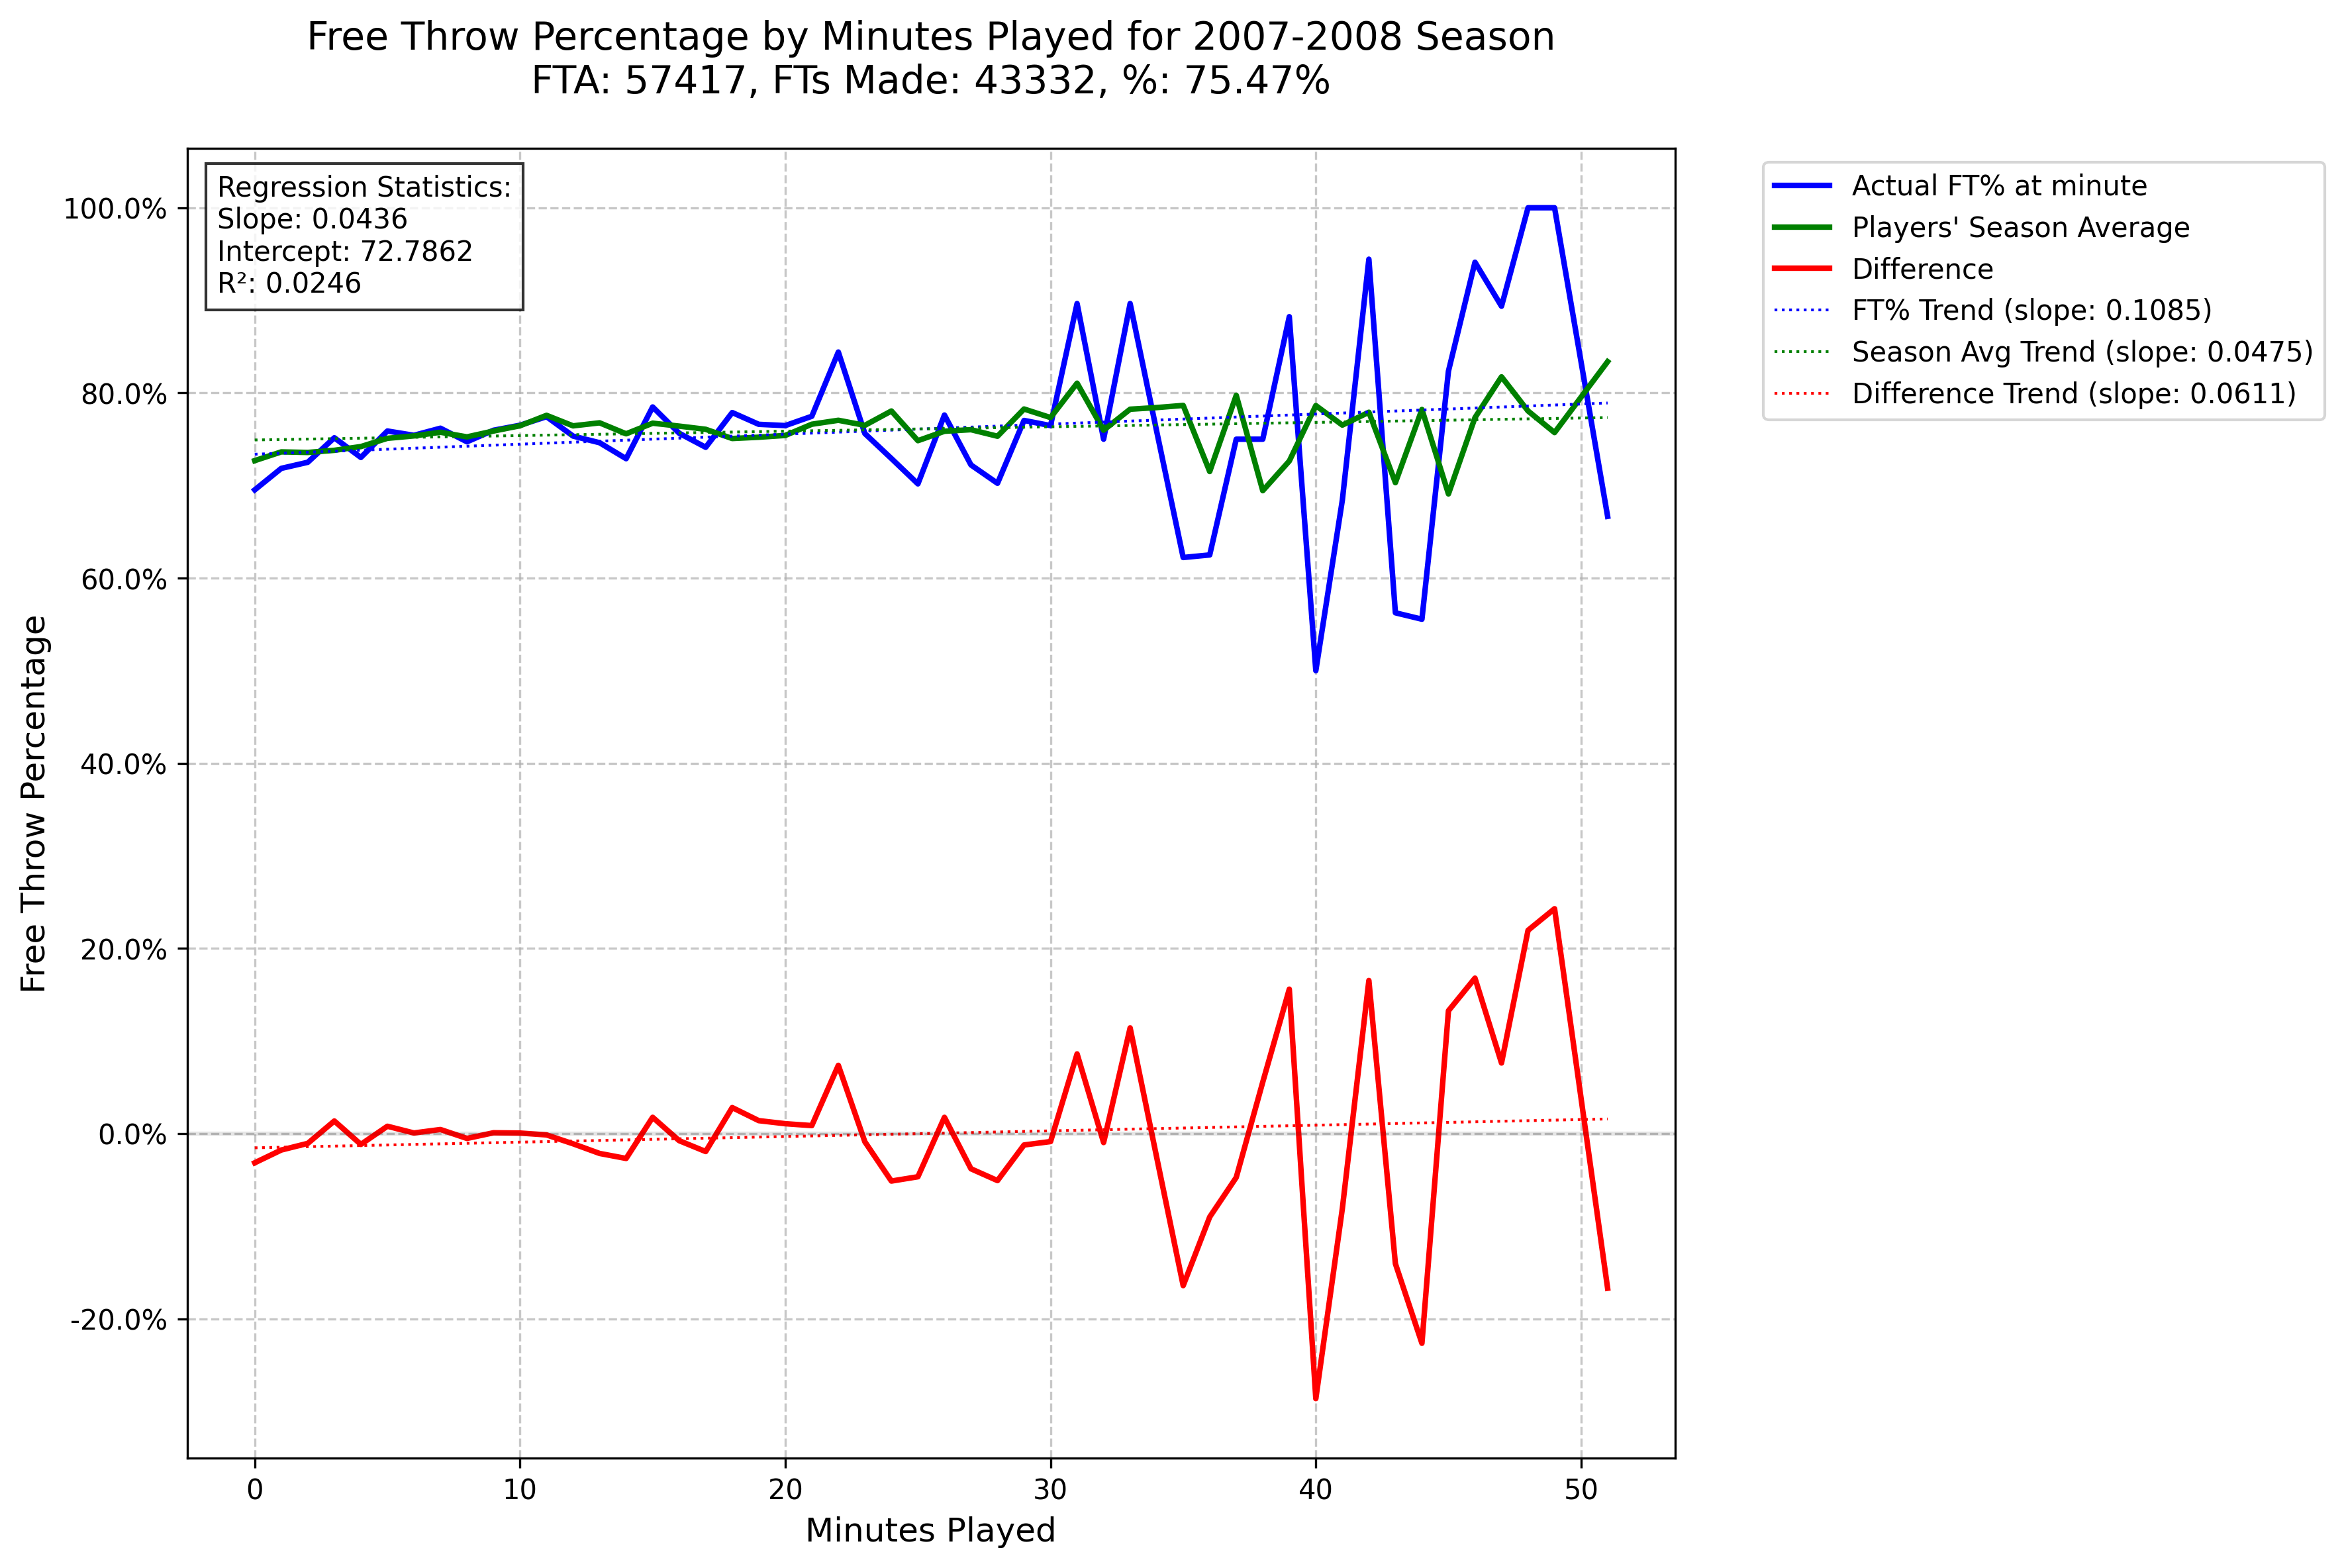 Free Throw Percentage by Minutes Played for 2007-2008 Season
FTA: 57417, FTs Made: 43332, %: 75.47%
Regression Statistics:
Slope: 0.0436
Intercept: 72.7862
R²: 0.0246
Actual FT% at minute
Players' Season Average
Difference
FT% Trend (slope: 0.1085)
Season Avg Trend (slope: 0.0475)
Difference Trend (slope: 0.0611)
Free Throw Percentage
100.0%
80.0%
60.0%
40.0%
20.0%
0.0%
-20.0%
0 10 20 30 40 50
Minutes Played